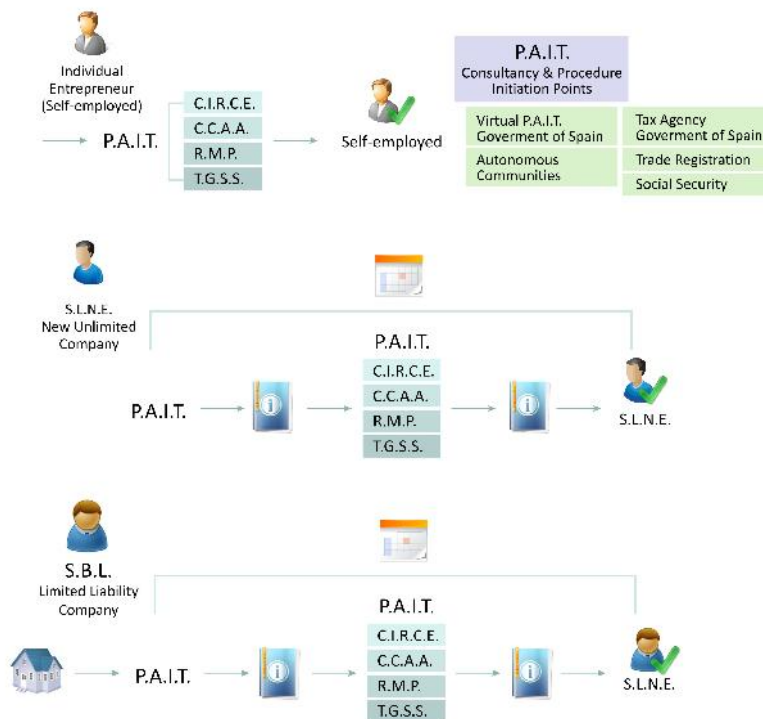 Individual
Entrepreneur
(Self-employed)
P.A.I.T.
C.I.R.C.E.
C.C.A.A.
R.M.P.
T.G.S.S.
Self-employed
P.A.I.T.
Consultancy & Procedure
Initiation Points
Virtual P.A.I.T.
Goverment of Spain
Autonomous
Communities
Tax Agency
Goverment of Spain
Trade Registration
Social Security
S.L.N.E.
New Unlimited
Company
P.A.I.T.
P.A.I.T.
C.I.R.C.E.
C.C.A.A.
R.M.P.
T.G.S.S.
S.L.N.E.
S.B.L.
Limited Liability
Company
P.A.I.T.
P.A.I.T.
C.I.R.C.E.
C.C.A.A.
R.M.P.
T.G.S.S.
S.L.N.E.